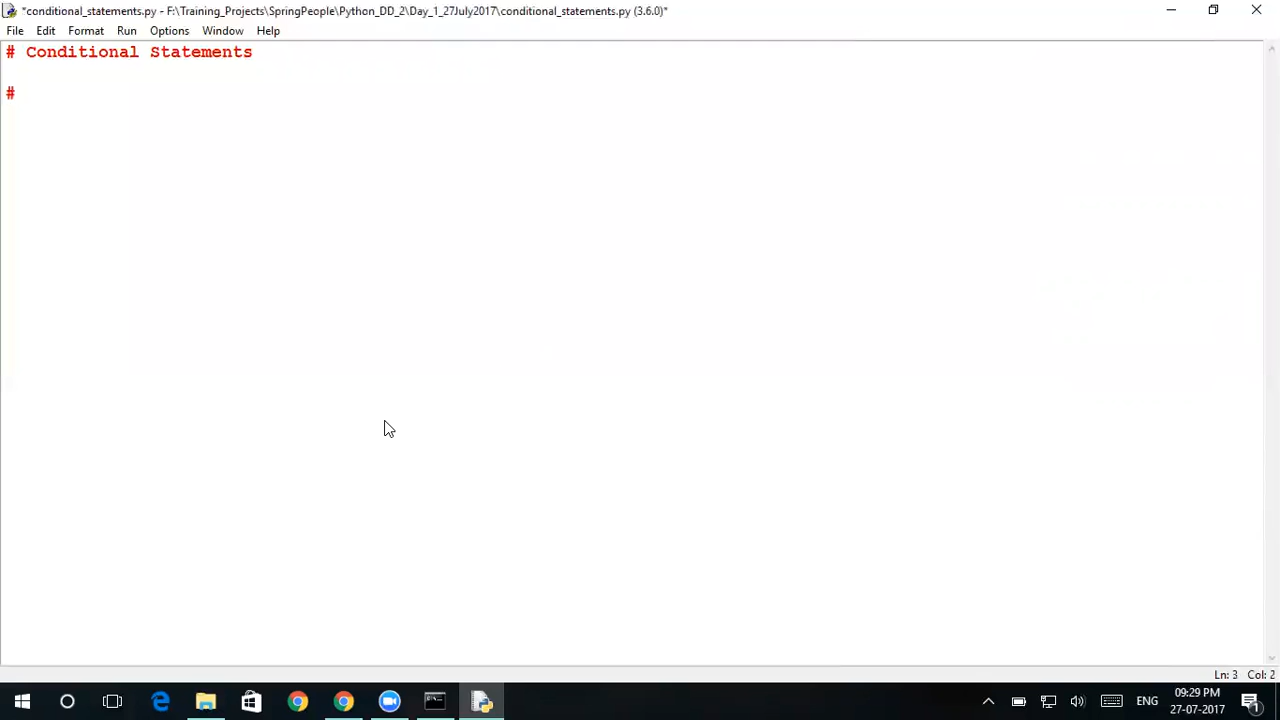 *conditional_statements.py - F:\Training_Projects\SpringPeople\Python_DD_2\Day_1_27July2017\conditional_statements.py (3.6.0)*
File Edit Format Run Options Window Help
# Conditional Statements
#
Ln: 3 Col: 2
ENG
09:29 PM
27-07-2017
1